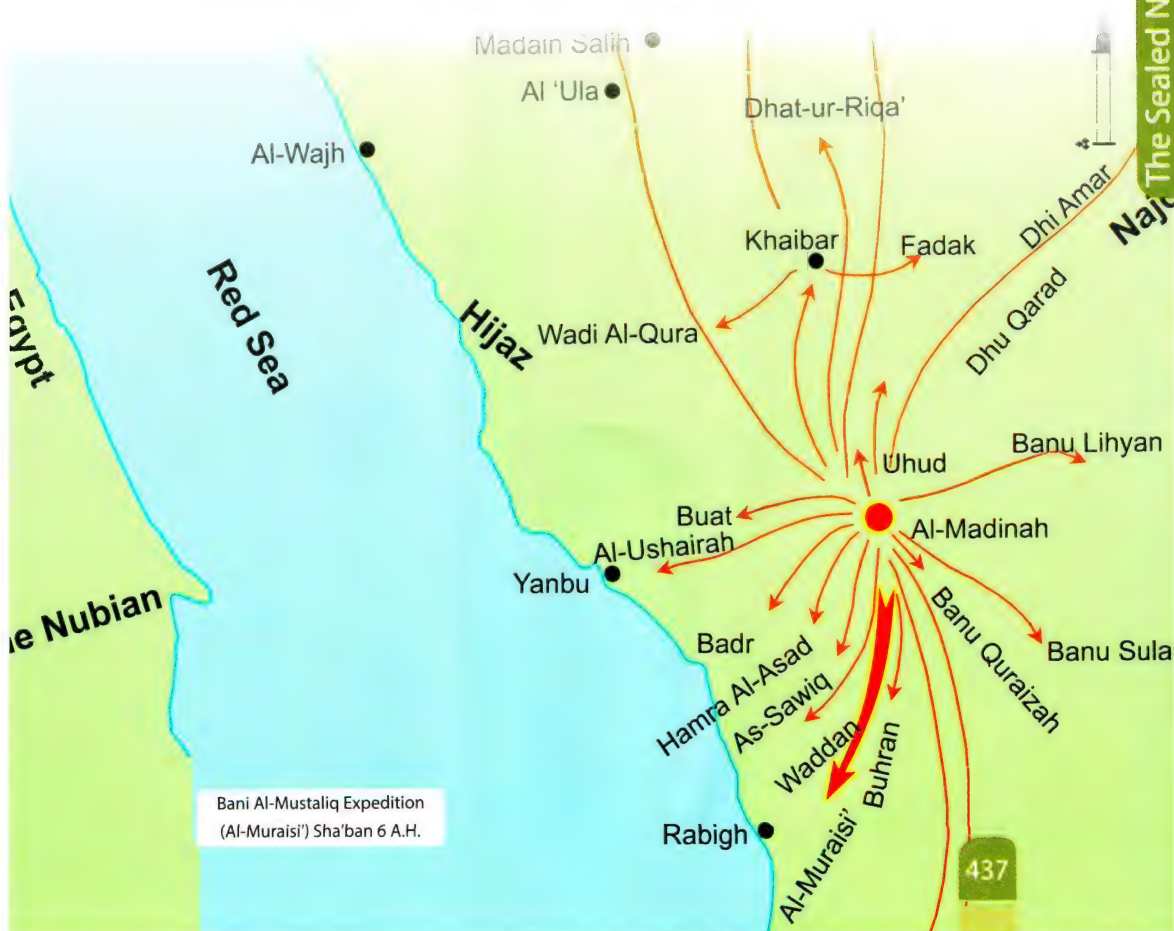 Madain Salih
Al 'Ula
Dhat-ur-Riqa'
Al-Wajh
The Sealed N
Dhi Amar
Khaibar
Fadak
Red Sea
Egypt
Hijaz
Wadi Al-Qura
Dhu Qarad
Banu Lihyan
Uhud
Buat
Al-Madinah
Al-Ushairah
Yanbu
Nubian
Badr
Banu Quraizah
Banu Sula
Hamra Al-Asad
As-Sawiq
Waddan
Buhran
Bani Al-Mustaliq Expedition
(Al-Muraisi') Sha'ban 6 A.H.
Rabigh
Al-Muraisi'
437